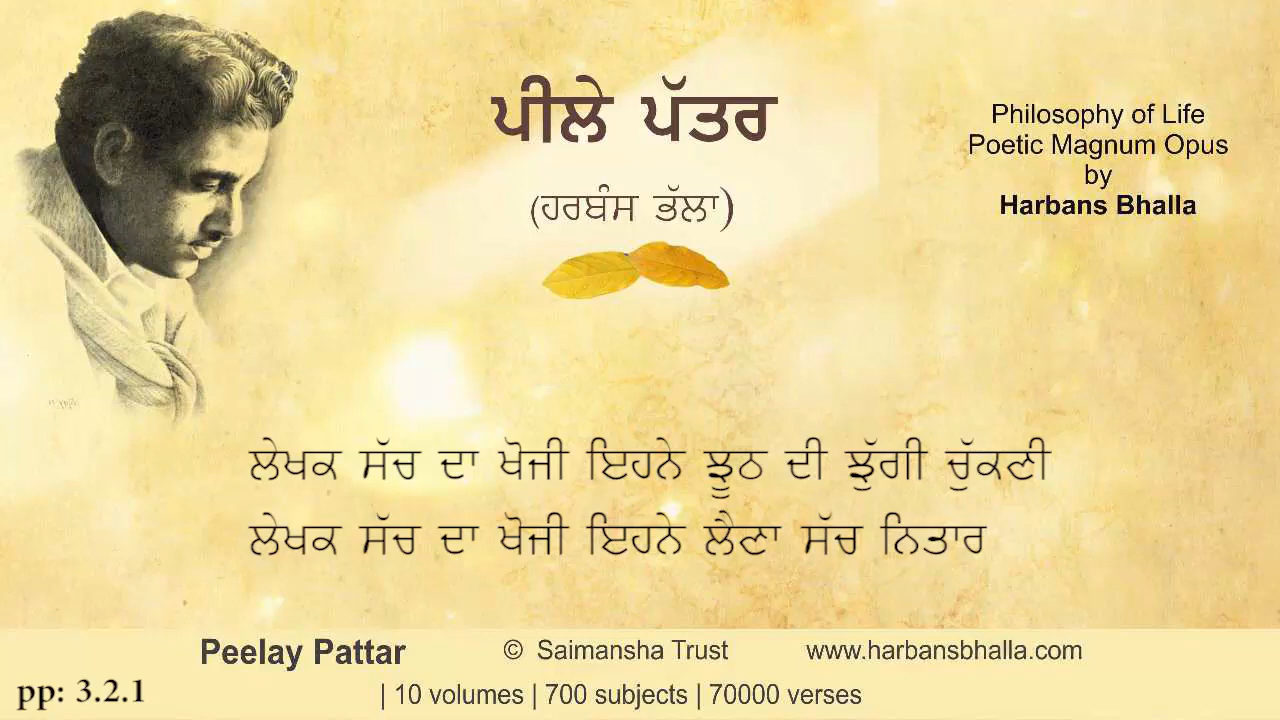 ਪੀਲੇ ਪੱਤਰ
(ਹਰਬੰਸ ਭੱਲਾ)
Philosophy of Life
Poetic Magnum Opus
by
Harbans Bhalla
ਲੇਖਕ ਸੱਚ ਦਾ ਖੋਜੀ ਇਹਨੇ ਝੂਠ ਦੀ ਝੁੱਗੀ ਚੁੱਕਣੀ
ਲੇਖਕ ਸੱਚ ਦਾ ਖੋਜੀ ਇਹਨੇ ਲੈਣਾ ਸੱਚ ਨਿਤਾਰ
Peelay Pattar © Saimansha Trust www.harbansbhalla.com
pp: 3.2.1 | 10 volumes | 700 subjects | 70000 verses